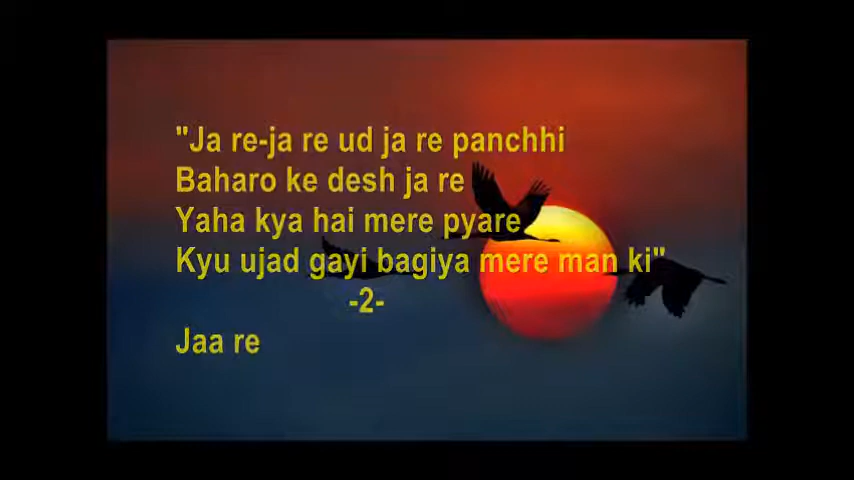 "Ja re-ja re ud ja re panchhi
Baharo ke desh ja re
Yaha kya hai mere pyare
Kyu ujad gayi bagiya mere man ki"
-2-
Jaa re